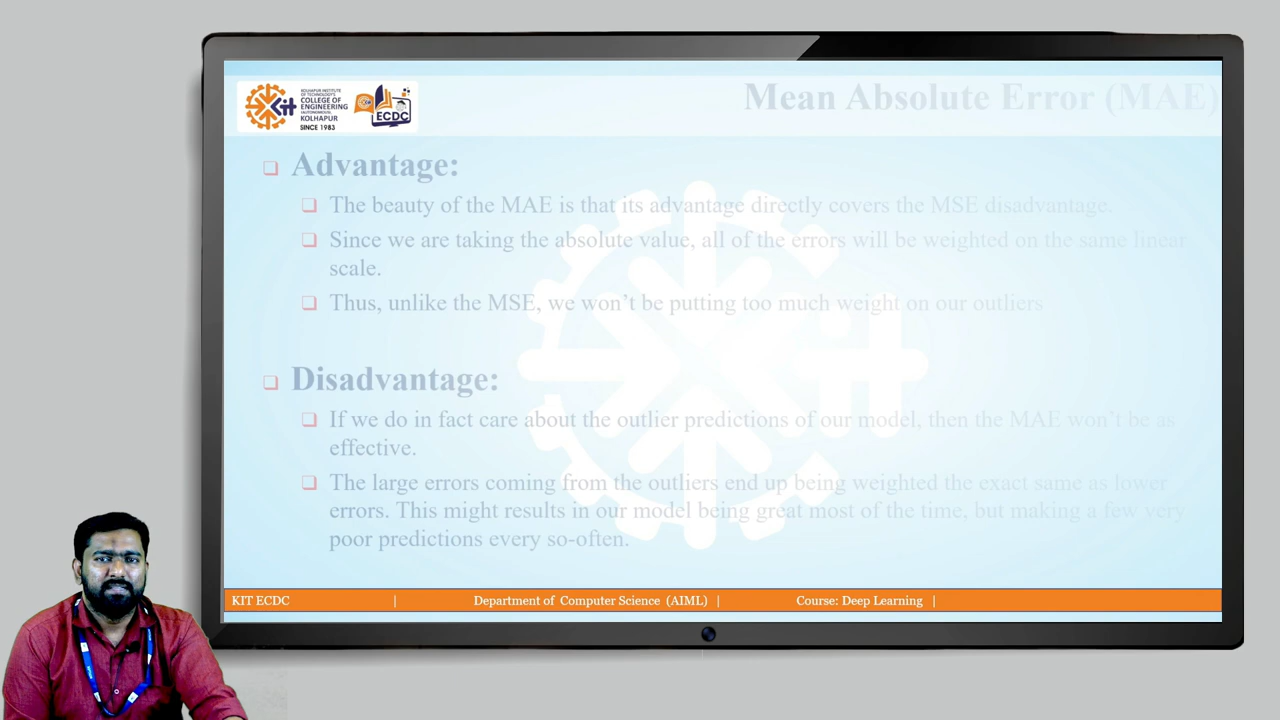 KOLHAPUR INSTITUTE
OF TECHNOLOGY'S
COLLEGE OF
ENGINEERING
(AUTONOMOUS),
KOLHAPUR
SINCE 1983
Kit
ECDC
Mean Absolute Error (MAE)
Advantage:
The beauty of the MAE is that its advantage directly covers the MSE disadvantage.
Since we are taking the absolute value, all of the errors will be weighted on the same linear
scale.
Thus, unlike the MSE, we won't be putting too much weight on our outliers
Disadvantage:
If we do in fact care about the outlier predictions of our model, then the MAE won't be as
effective.
The large errors coming from the outliers end up being weighted the exact same as lower
errors. This might results in our model being great most of the time, but making a few very
poor predictions every so-often.
KIT ECDC | Department of Computer Science (AIML) | Course: Deep Learning |